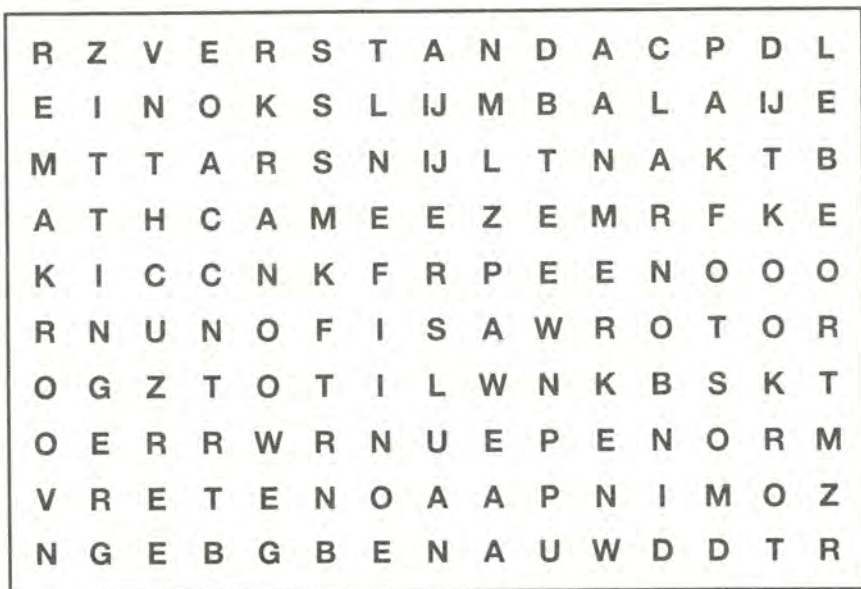 R Z V E R S T A N D A C P D L
E I N O K S L IJ M B A L A IJ E
M T T A R S N IJ L T N A K T B
A T H C A M E E Z E M R F K E
K I C C N K F R P E E N O O O
R N U N O F I S A W R O T O R
O G Z T O T I L W N K B S K T
O E R R W R N U E P E N O R M
V R E T E N O A A P N I M O Z
N G E B G B E N A U W D D T R